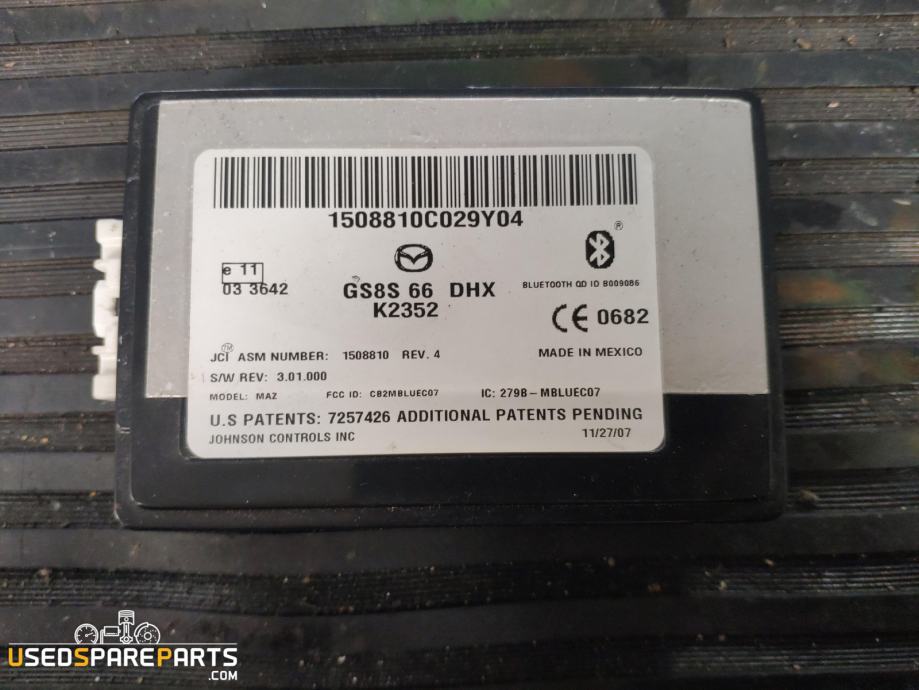 1508810C029Y04
®
e 11
03 3642
GS8S 66 DHX
K2352
BLUETOOTH QD ID B009086
CE 0682
JCI™ ASM NUMBER: 1508810 REV. 4
MADE IN MEXICO
S/W REV: 3.01.000
MODEL: MAZ FCC ID: CB2MBLUEC07 IC: 279B-MBLUEC07
U.S PATENTS: 7257426 ADDITIONAL PATENTS PENDING
JOHNSON CONTROLS INC 11/27/07
USEDSPAREPARTS
.COM